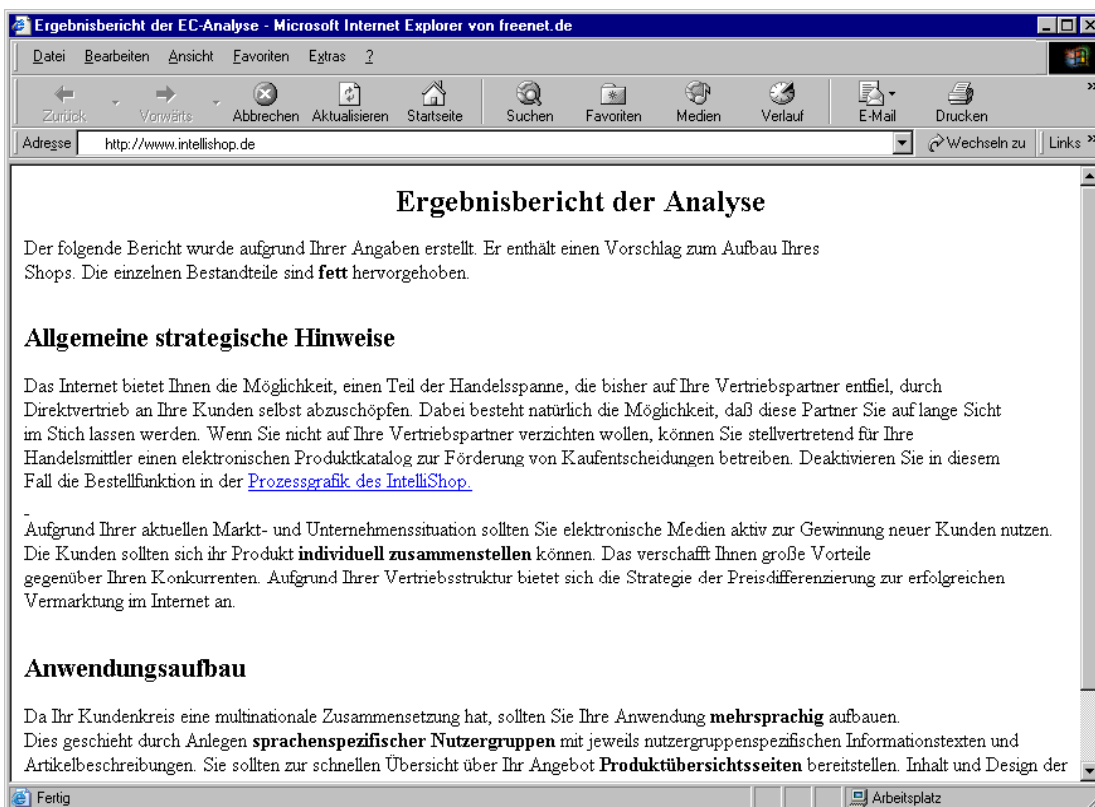 Ergebnisbericht der EC-Analyse - Microsoft Internet Explorer von freenet.de
Datei Bearbeiten Ansicht Favoriten Extras ?
Zurück Vorwärts Abbrechen Aktualisieren Startseite Suchen Favoriten Medien Verlauf E-Mail Drucken »
Adresse http://www.intellishop.de Wechseln zu Links »
Ergebnisbericht der Analyse
Der folgende Bericht wurde aufgrund Ihrer Angaben erstellt. Er enthält einen Vorschlag zum Aufbau Ihres
Shops. Die einzelnen Bestandteile sind fett hervorgehoben.
Allgemeine strategische Hinweise
Das Internet bietet Ihnen die Möglichkeit, einen Teil der Handelsspanne, die bisher auf Ihre Vertriebspartner entfiel, durch
Direktvertrieb an Ihre Kunden selbst abzuschöpfen. Dabei besteht natürlich die Möglichkeit, daß diese Partner Sie auf lange Sicht
im Stich lassen werden. Wenn Sie nicht auf Ihre Vertriebspartner verzichten wollen, können Sie stellvertretend für Ihre
Handelsmittler einen elektronischen Produktkatalog zur Förderung von Kaufentscheidungen betreiben. Deaktivieren Sie in diesem
Fall die Bestellfunktion in der Prozessgrafik des IntelliShop.
Aufgrund Ihrer aktuellen Markt- und Unternehmenssituation sollten Sie elektronische Medien aktiv zur Gewinnung neuer Kunden nutzen.
Die Kunden sollten sich ihr Produkt individuell zusammenstellen können. Das verschafft Ihnen große Vorteile
gegenüber Ihren Konkurrenten. Aufgrund Ihrer Vertriebsstruktur bietet sich die Strategie der Preisdifferenzierung zur erfolgreichen
Vermarktung im Internet an.
Anwendungsaufbau
Da Ihr Kundenkreis eine multinationale Zusammensetzung hat, sollten Sie Ihre Anwendung mehrsprachig aufbauen.
Dies geschieht durch Anlegen sprachenspezifischer Nutzergruppen mit jeweils nutzergruppenspezifischen Informationstexten und
Artikelbeschreibungen. Sie sollten zur schnellen Übersicht über Ihr Angebot Produktübersichtsseiten bereitstellen. Inhalt und Design der
Fertig Arbeitsplatz